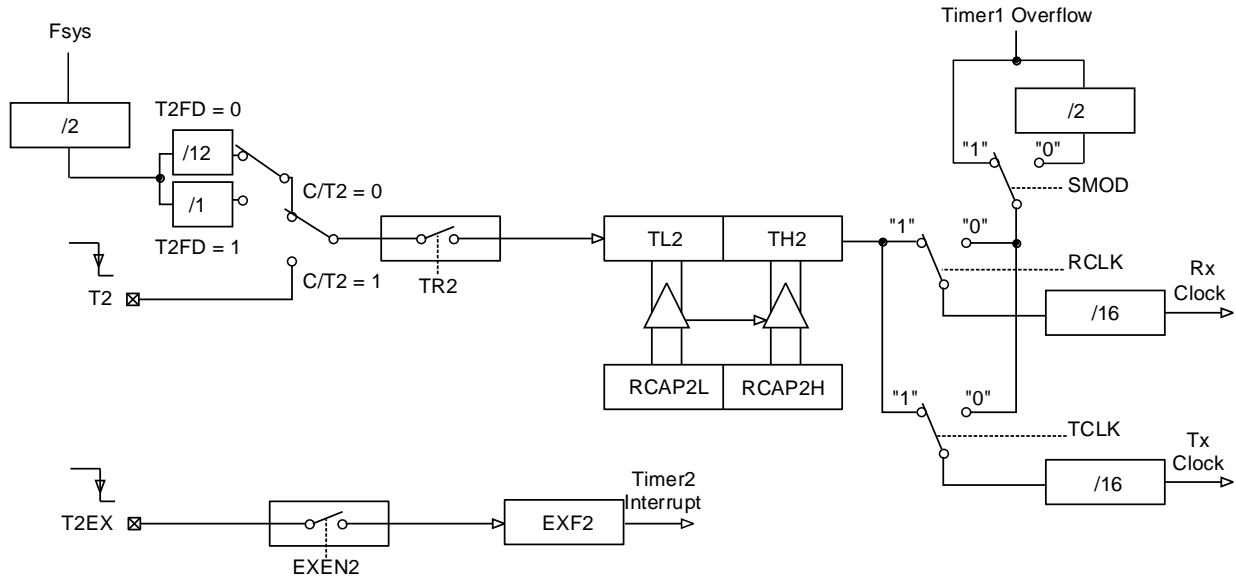 Timer1 Overflow
Fsys
T2FD = 0
/2
/2
/12
"1"
"0"
C/T2 = 0
SMOD
/1
T2FD = 1
TL2
TH2
"1"
"0"
C/T2 = 1
TR2
RCLK
Rx
Clock
T2
/16
RCAP2L
RCAP2H
"1"
"0"
TCLK
Tx
Clock
/16
Timer2
Interrupt
T2EX
EXF2
EXEN2